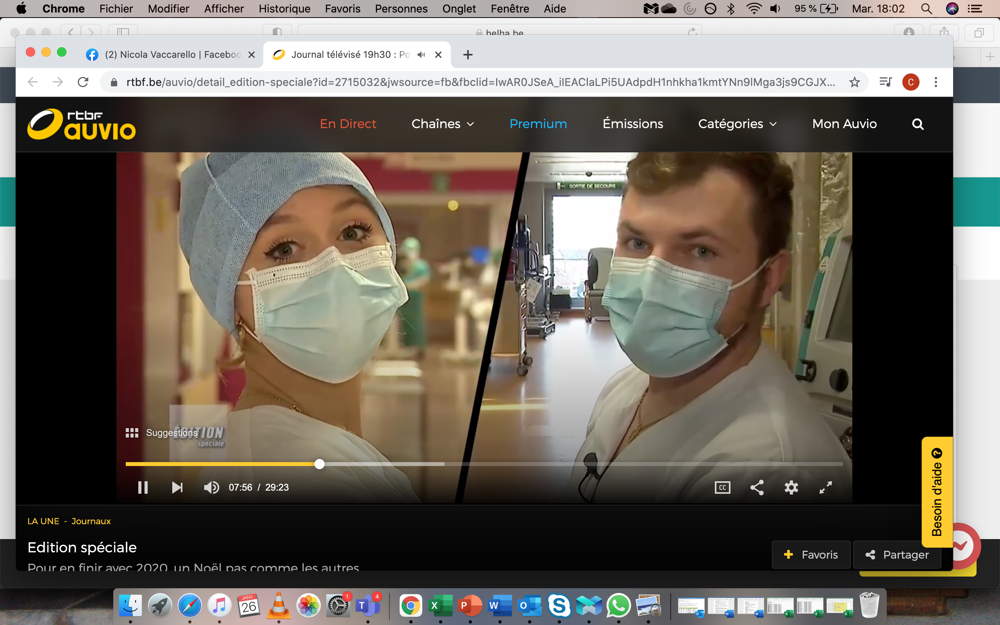 Chrome Fichier Modifier Afficher Historique Favoris Personnes Onglet Fenêtre Aide 95 % Mar. 18:02
helha.be
(2) Nicola Vaccarello | Faceboo
Journal télévisé 19h30 : Po
rtbf.be/auvio/detail_edition-speciale?id=2715032&jwsource=fb&fbclid=IwAR0JSeA_iIEAClaLPi5UAdpdH1nhkha1kmtYNn9lMga3js9CGJX...
C
rtbf
auvio
En Direct Chaînes Premium Émissions Catégories Mon Auvio
SORTIE DE SECOURS
Suggestions
ÉDITION
speciale
07:56 / 29:23
CC
Besoin d'aide ?
LA UNE - Journaux
Edition spéciale
Favoris Partager
Pour en finir avec 2020, un Noël pas comme les autres
JANV.
26
1
T 4
X
P
W
O
S